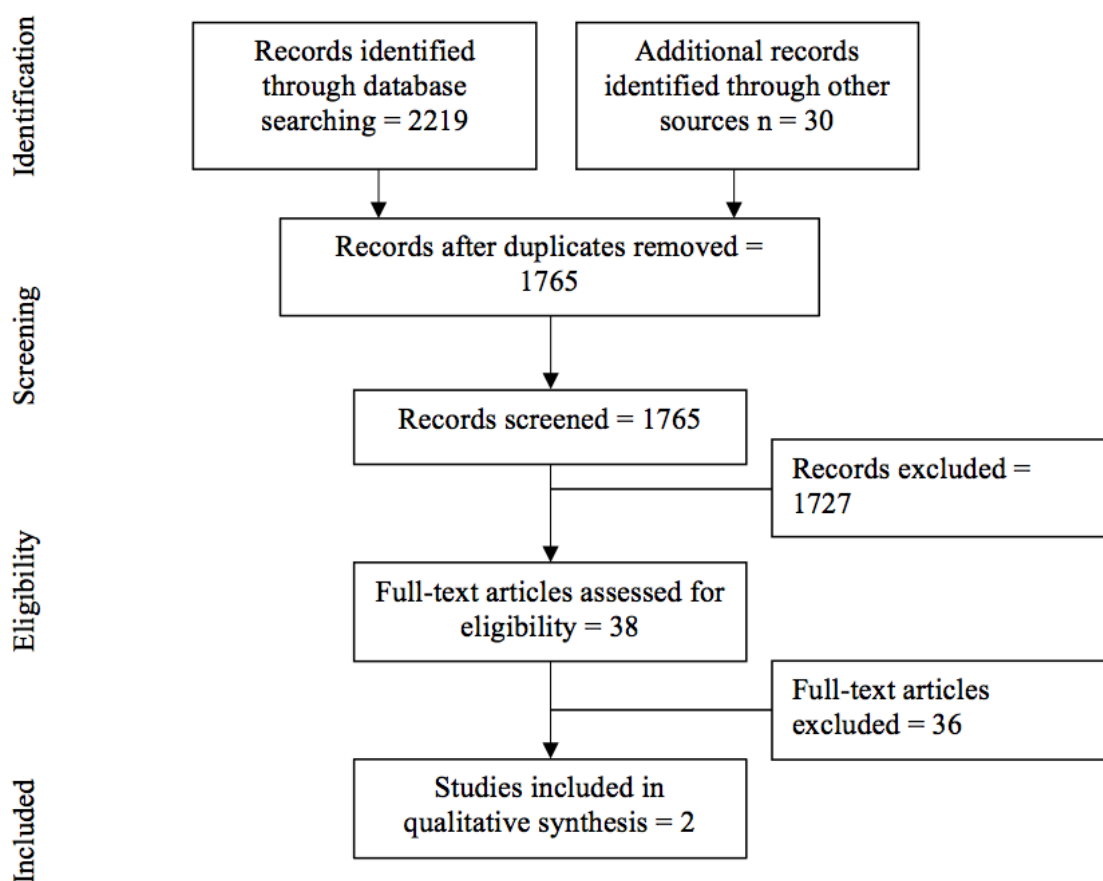 Identification
Records identified
through database
searching = 2219
Additional records
identified through other
sources n = 30
Records after duplicates removed =
1765
Screening
Records screened = 1765
Records excluded =
1727
Eligibility
Full-text articles assessed for
eligibility = 38
Full-text articles
excluded = 36
Included
Studies included in
qualitative synthesis = 2